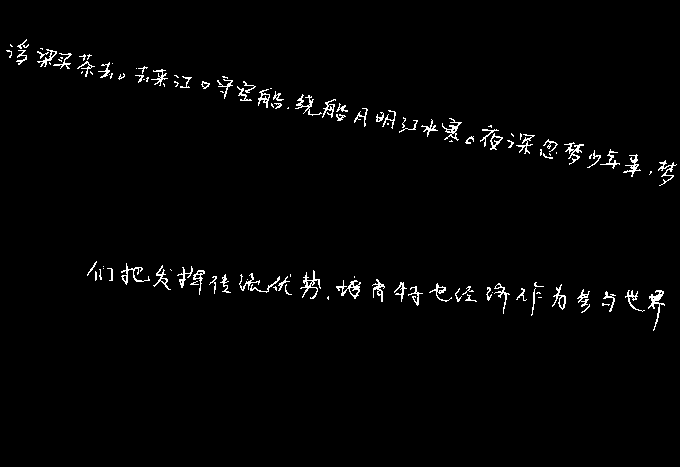 浮梁买茶去。去来江口守空船,绕船月明江水寒。夜深忽梦少年事,梦
们把发挥传统优势,培育特色经济作为参与世界